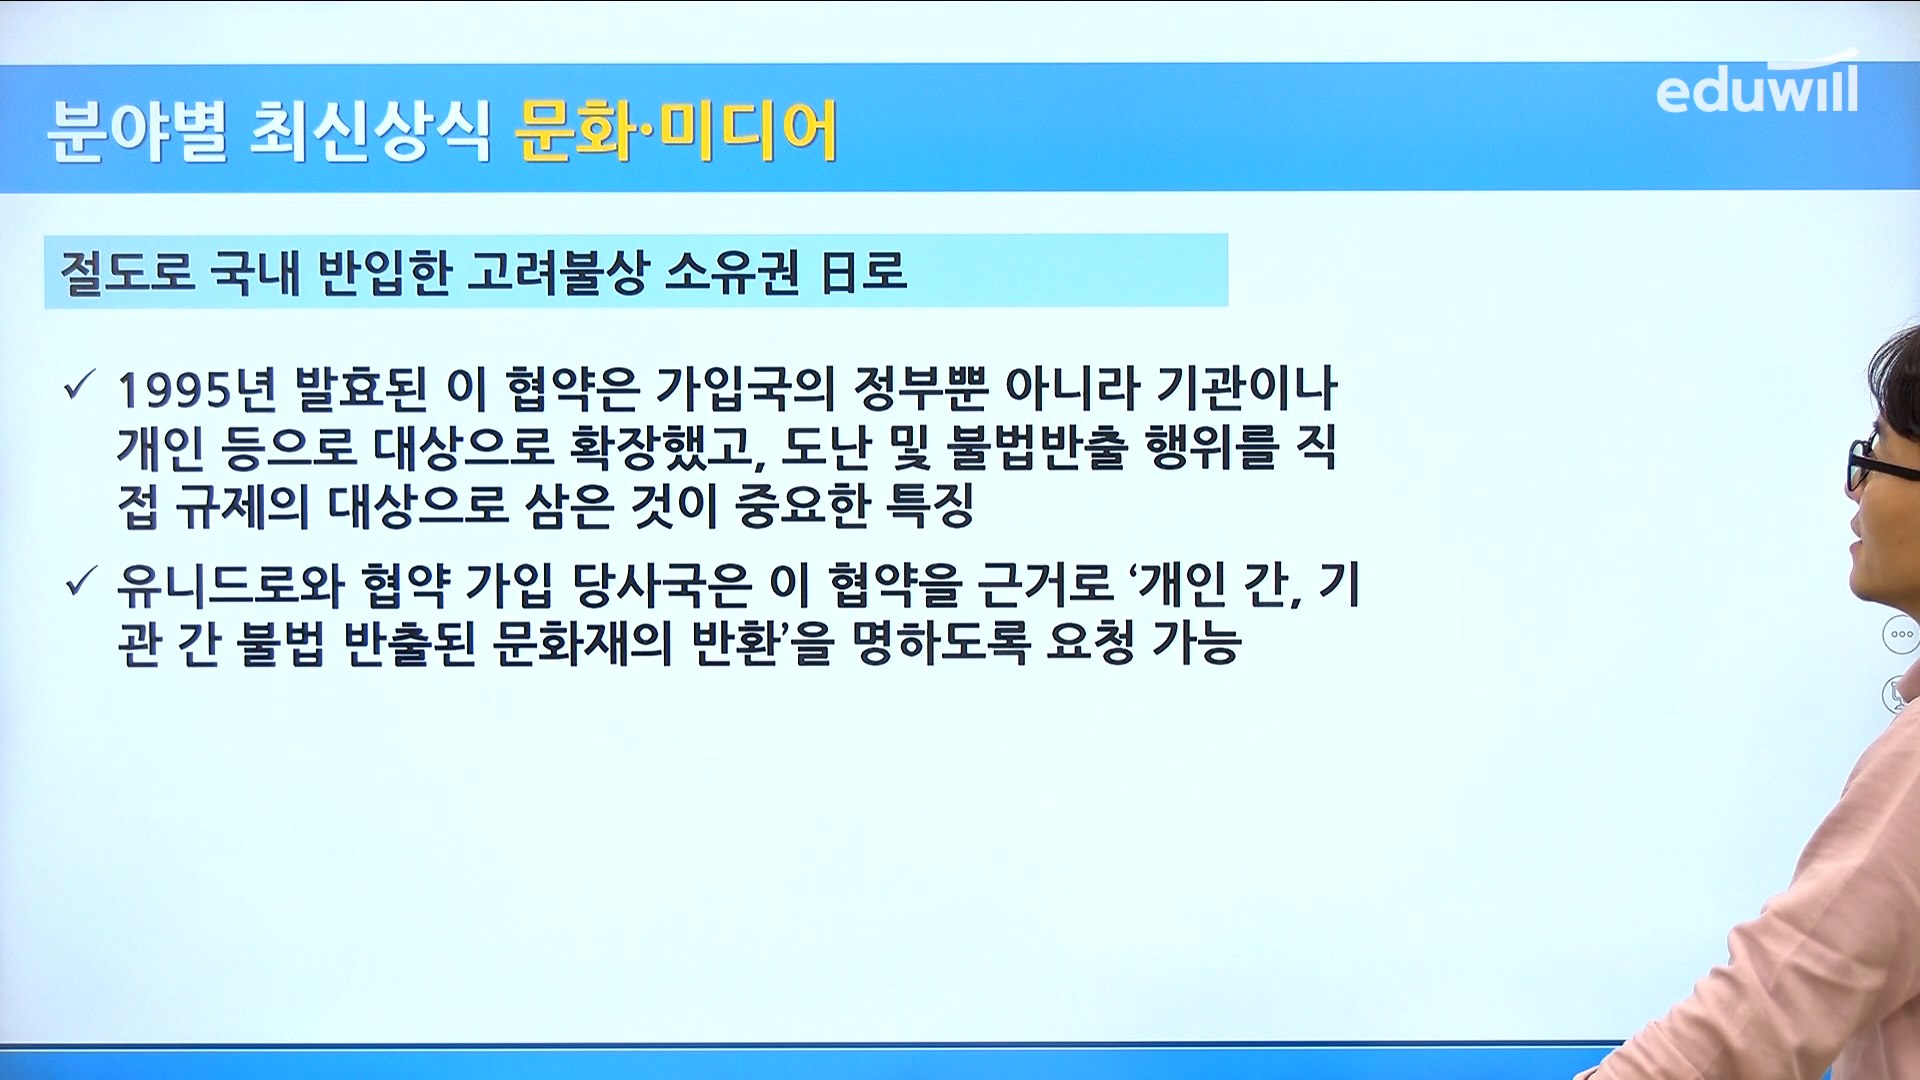 eduwill
분야별 최신상식 문화·미디어
절도로 국내 반입한 고려불상 소유권 日로
✓ 1995년 발효된 이 협약은 가입국의 정부뿐 아니라 기관이나
개인 등으로 대상으로 확장했고, 도난 및 불법반출 행위를 직
접 규제의 대상으로 삼은 것이 중요한 특징
✓ 유니드로와 협약 가입 당사국은 이 협약을 근거로 ‘개인 간, 기
관 간 불법 반출된 문화재의 반환’을 명하도록 요청 가능